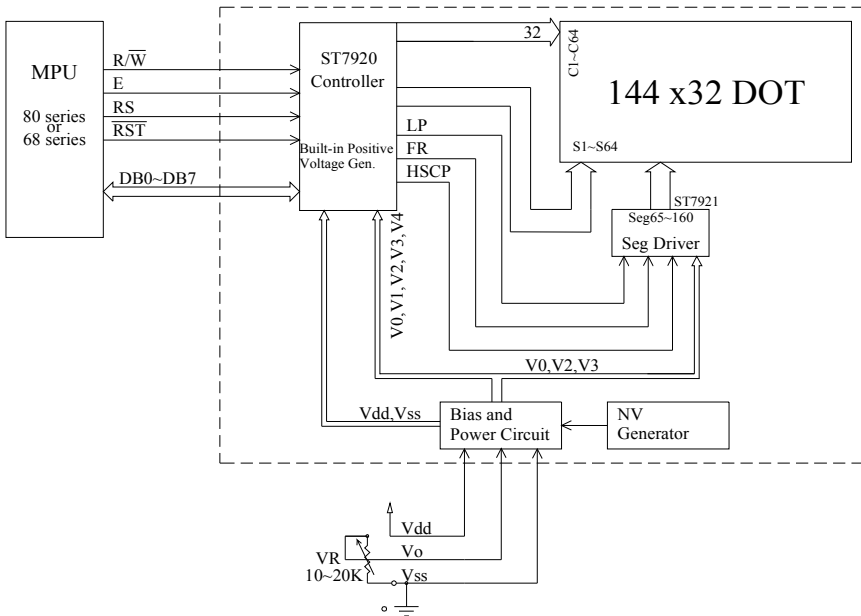 MPU
80 series
or
68 series
R/W̅
E
RS
R̅S̅T̅
DB0~DB7
ST7920
Controller
Built-in Positive
Voltage Gen.
32
LP
FR
HSCP
C1~C64
144 x32 DOT
S1~S64
ST7921
Seg65~160
Seg Driver
V0,V1,V2,V3,V4
V0,V2,V3
Vdd,Vss
Bias and
Power Circuit
NV
Generator
Vdd
Vo
VR
10~20K
Vss